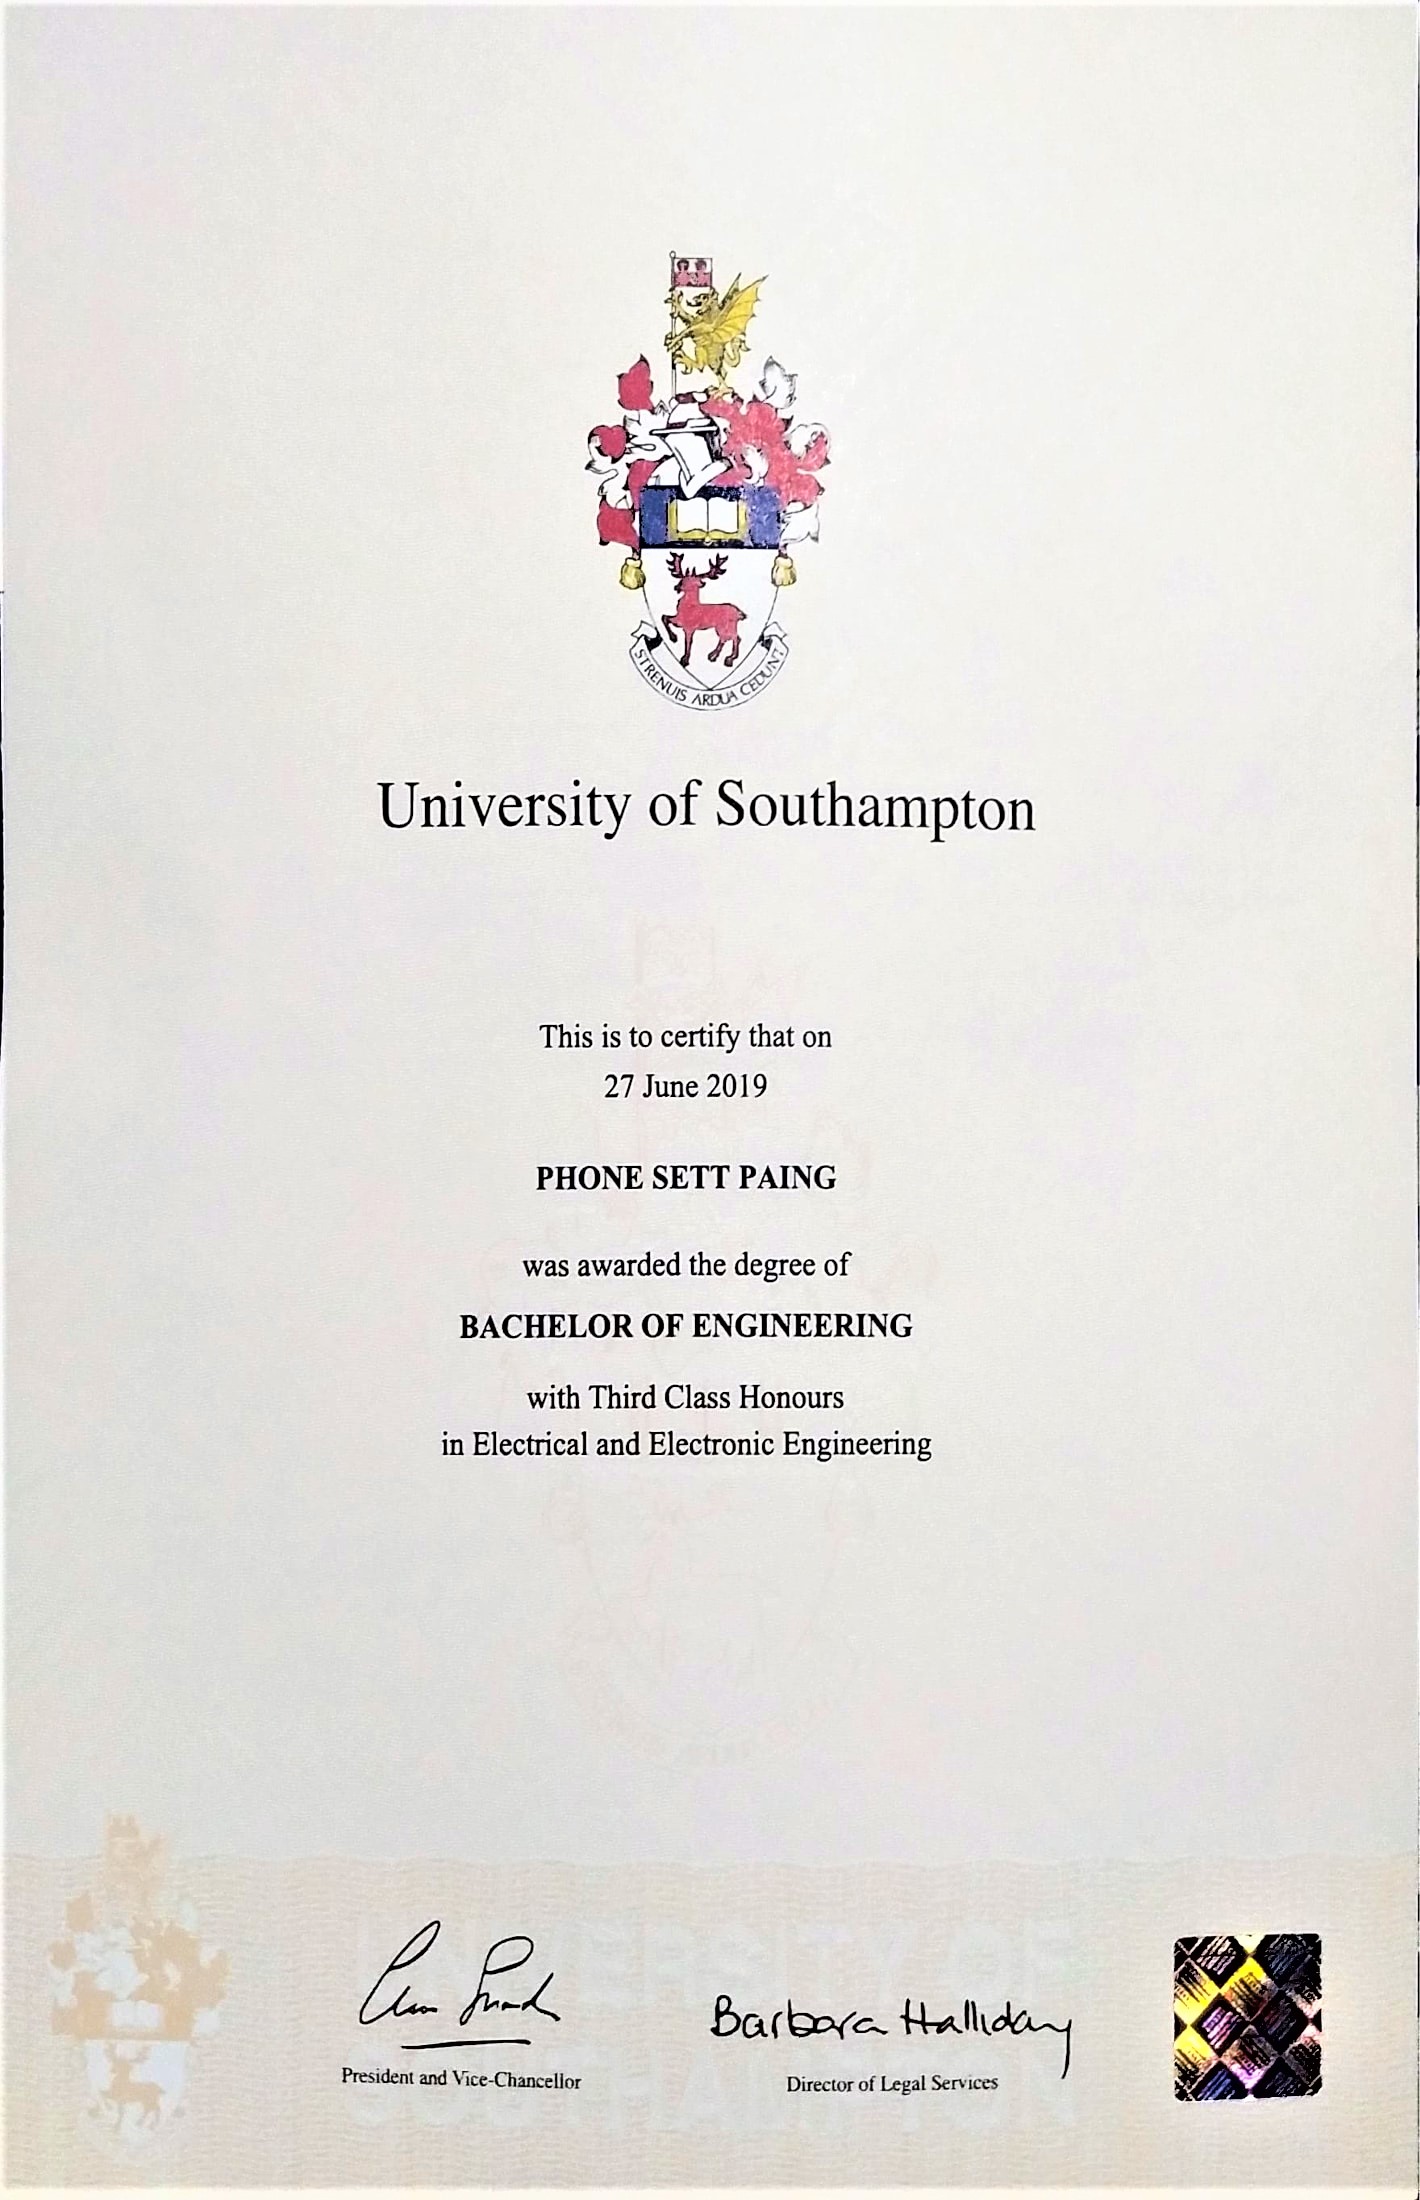 STRENUIS ARDUA CEDUNT
University of Southampton
This is to certify that on
27 June 2019
PHONE SETT PAING
was awarded the degree of
BACHELOR OF ENGINEERING
with Third Class Honours
in Electrical and Electronic Engineering
Barbara Halliday
President and Vice-Chancellor
Director of Legal Services